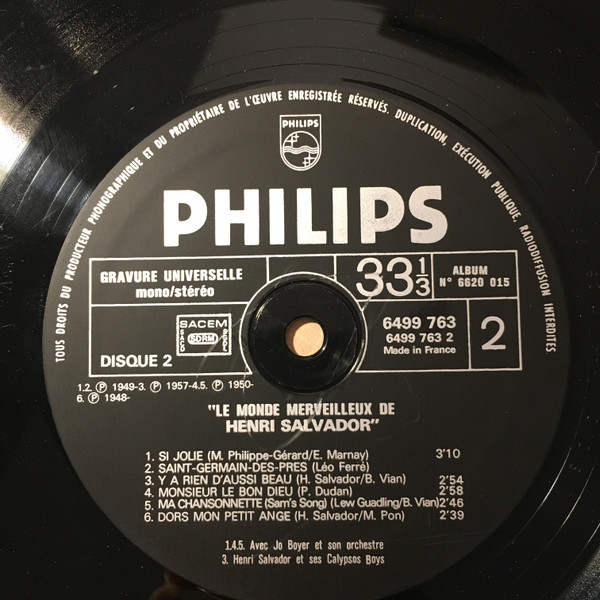 TOUS DROITS DU PRODUCTEUR PHONOGRAPHIQUE ET DU PROPRIÉTAIRE DE L'ŒUVRE ENREGISTRÉE RÉSERVÉS. DUPLICATION, EXÉCUTION PUBLIQUE, RADIODIFFUSION INTERDITES
PHILIPS
PHILIPS
GRAVURE UNIVERSELLE
mono/stéréo
33 1/3
ALBUM
N° 6620 015
SACEM
SACD
SDRM
SGDL
DISQUE 2
6499 763
6499 763 2
Made in France
2
1.2. Ⓟ 1949-3. Ⓟ 1957-4.5. Ⓟ 1950-
6. Ⓟ 1948-
"LE MONDE MERVEILLEUX DE
HENRI SALVADOR"
1. SI JOLIE (M. Philippe-Gérard/E. Marnay) 3'10
2. SAINT-GERMAIN-DES-PRES (Léo Ferré)
3. Y A RIEN D'AUSSI BEAU (H. Salvador/B. Vian) 2'54
4. MONSIEUR LE BON DIEU (P. Dudan) 2'58
5. MA CHANSONNETTE (Sam's Song) (Lew Guadling/B. Vian) 2'46
6. DORS MON PETIT ANGE (H. Salvador/M. Pon) 2'39
1.4.5. Avec Jo Boyer et son orchestre
3. Henri Salvador et ses Calypsos Boys